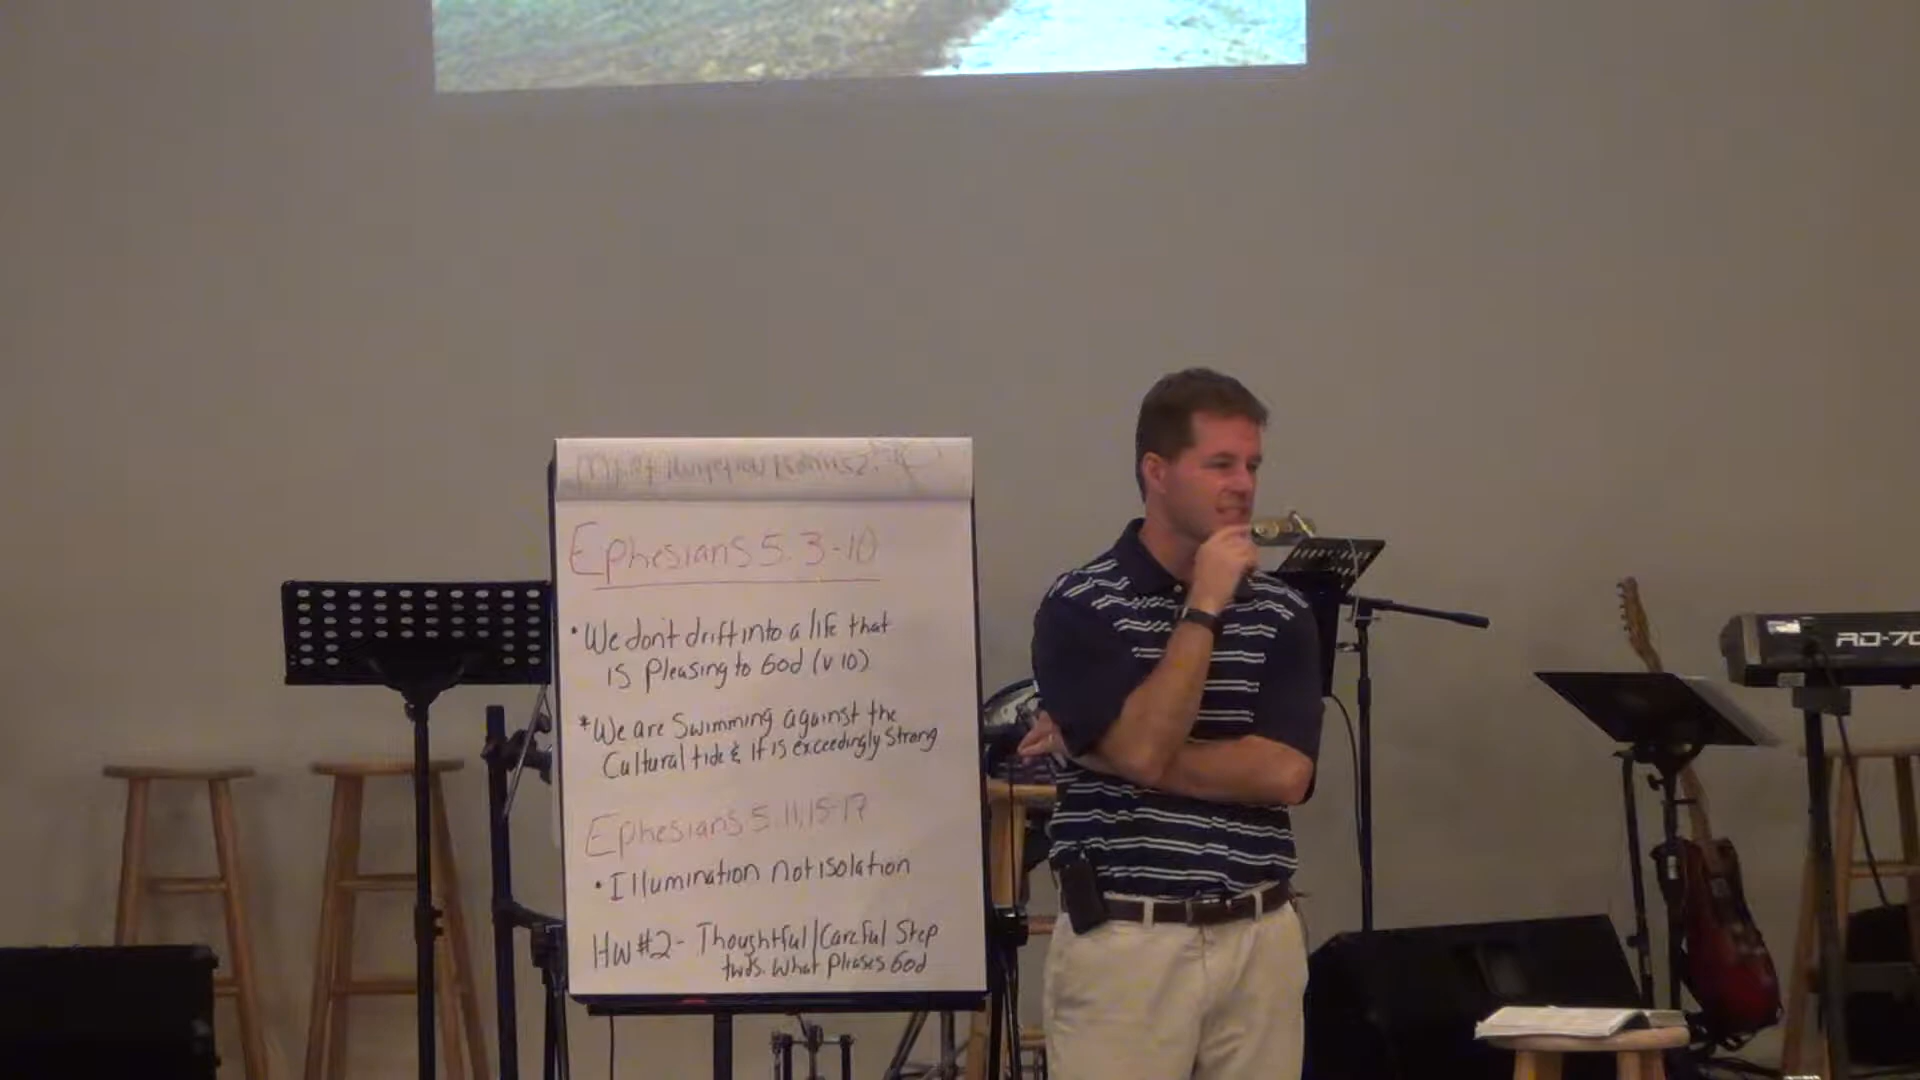 Ephesians 5:3-10
• We don't drift into a life that
is pleasing to God (v 10)
* We are Swimming against the
Cultural tide & it is exceedingly Strong
Ephesians 5:11,15-17
• Illumination not isolation
HW #2 - Thoughtful/Careful Step
twds. what pleases God
RD-70